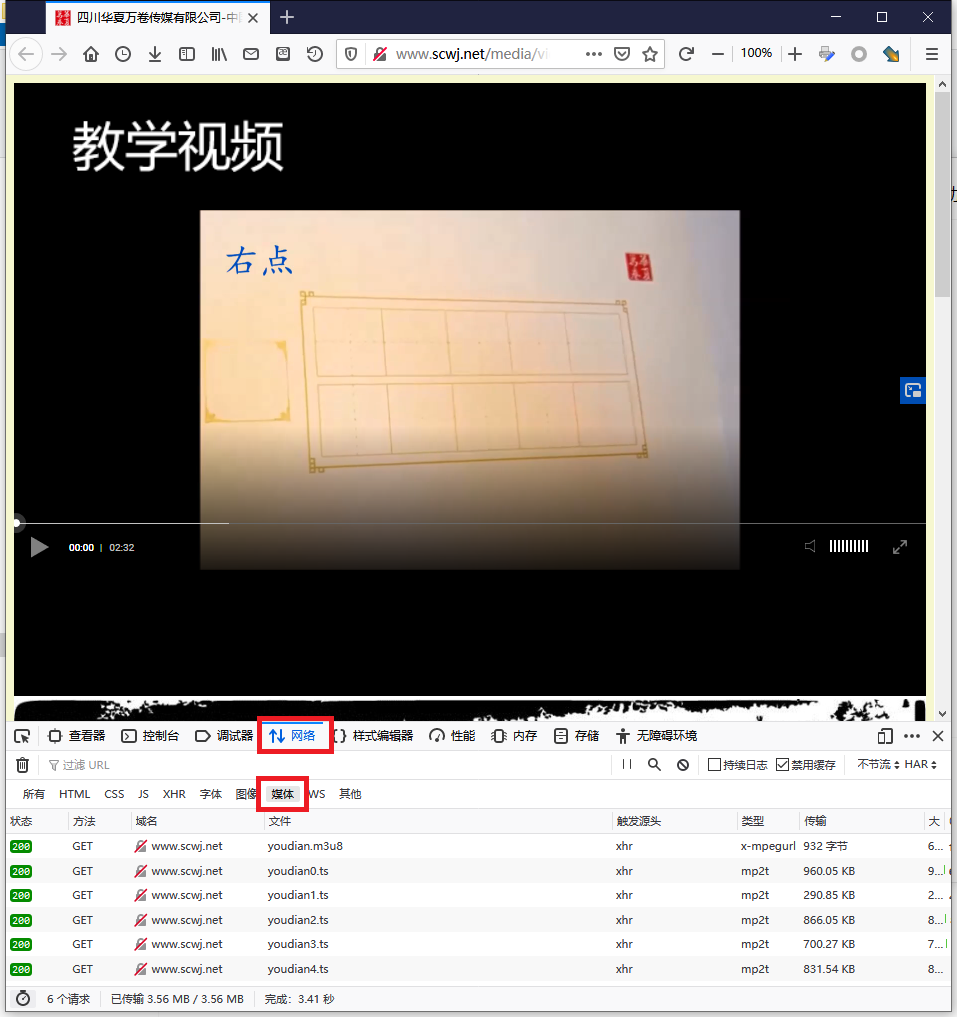 四川华夏万卷传媒有限公司-中
www.scwj.net/media/vi
100%
教学视频
右点
00:00 | 02:32
查看器 控制台 调试器 网络 样式编辑器 性能 内存 存储 无障碍环境
过滤 URL
持续日志 禁用缓存 不节流 HAR
所有 HTML CSS JS XHR 字体 图像 媒体 WS 其他
状态 方法 域名 文件 触发源头 类型 传输 大
200 GET www.scwj.net youdian.m3u8 xhr x-mpegurl 932 字节 6...
200 GET www.scwj.net youdian0.ts xhr mp2t 960.05 KB 9...
200 GET www.scwj.net youdian1.ts xhr mp2t 290.85 KB 2...
200 GET www.scwj.net youdian2.ts xhr mp2t 866.05 KB 8...
200 GET www.scwj.net youdian3.ts xhr mp2t 700.27 KB 7...
200 GET www.scwj.net youdian4.ts xhr mp2t 831.54 KB 8...
6 个请求 已传输 3.56 MB / 3.56 MB 完成：3.41 秒